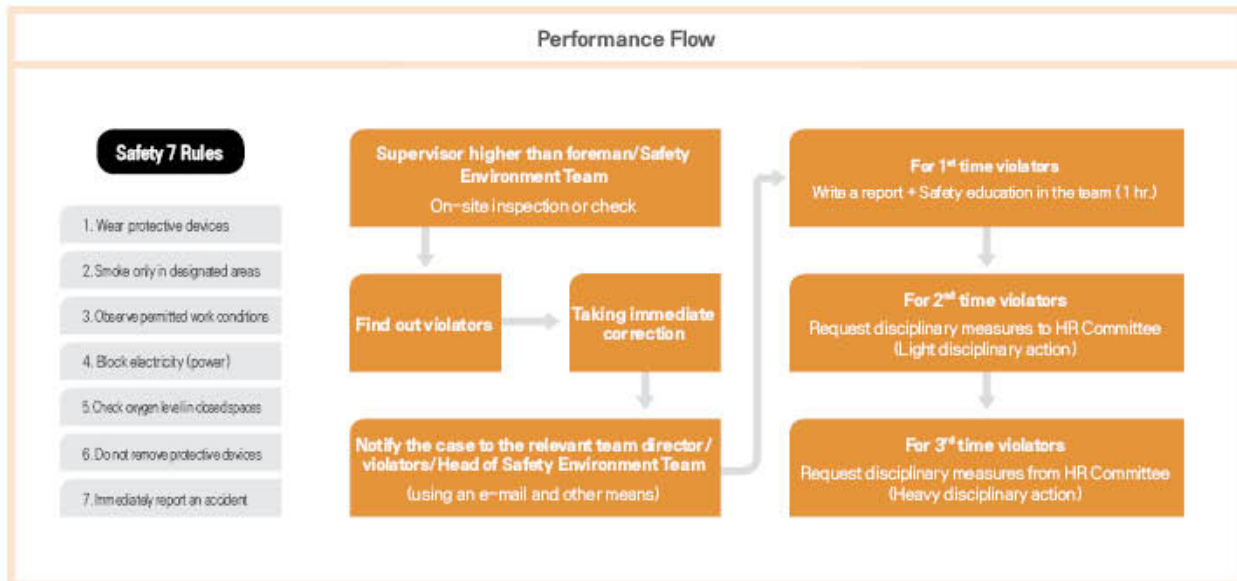 Performance Flow
Safety 7 Rules
1. Wear protective devices
2. Smoke only in designated areas
3. Observe permitted work conditions
4. Block electricity (power)
5. Check oxygen level in closed spaces
6. Do not remove protective devices
7. Immediately report an accident
Supervisor higher than foreman/Safety
Environment Team
On-site inspection or check
Find out violators
Taking immediate
correction
Notify the case to the relevant team director/
violators/Head of Safety Environment Team
(using an e-mail and other means)
For 1st time violators
Write a report + Safety education in the team (1 hr.)
For 2nd time violators
Request disciplinary measures to HR Committee
(Light disciplinary action)
For 3rd time violators
Request disciplinary measures from HR Committee
(Heavy disciplinary action)